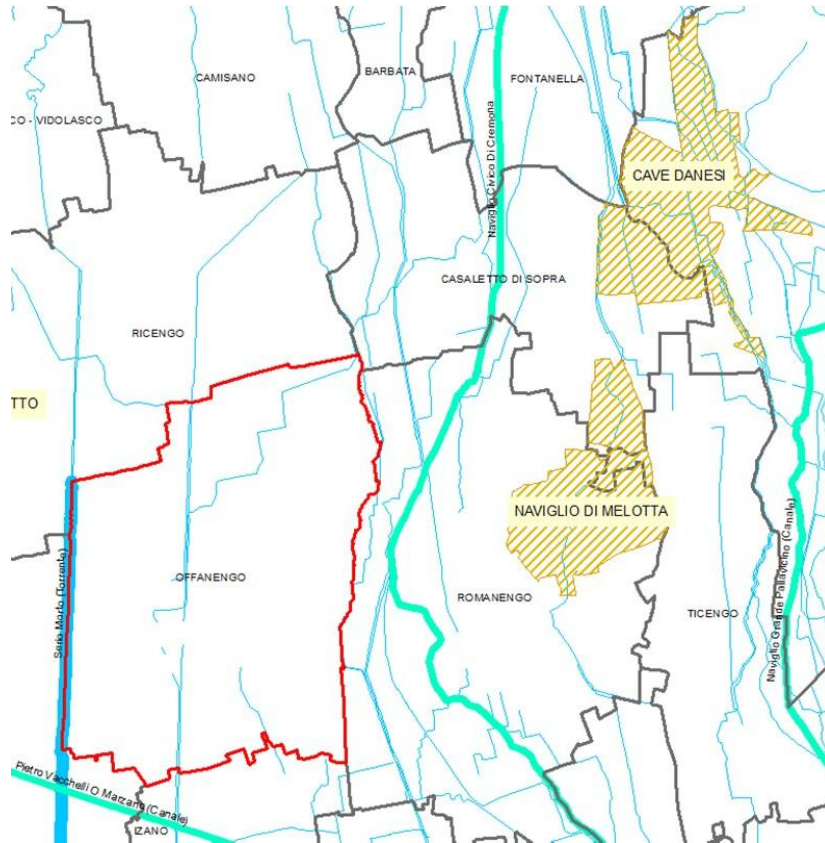 BARBATA
CAMISANO
FONTANELLA
CO - VIDOLASCO
CAVE DANESI
Naviglio Civico Di Cremona
CASALETTO DI SOPRA
RICENGO
TTO
NAVIGLIO DI MELOTTA
OFFANENGO
Serio Morto (Torrente)
ROMANENGO
TICENGO
Naviglio Grande Pallavicino (Canale)
Pietro Vacchelli O Marzano (Canale)
IZANO